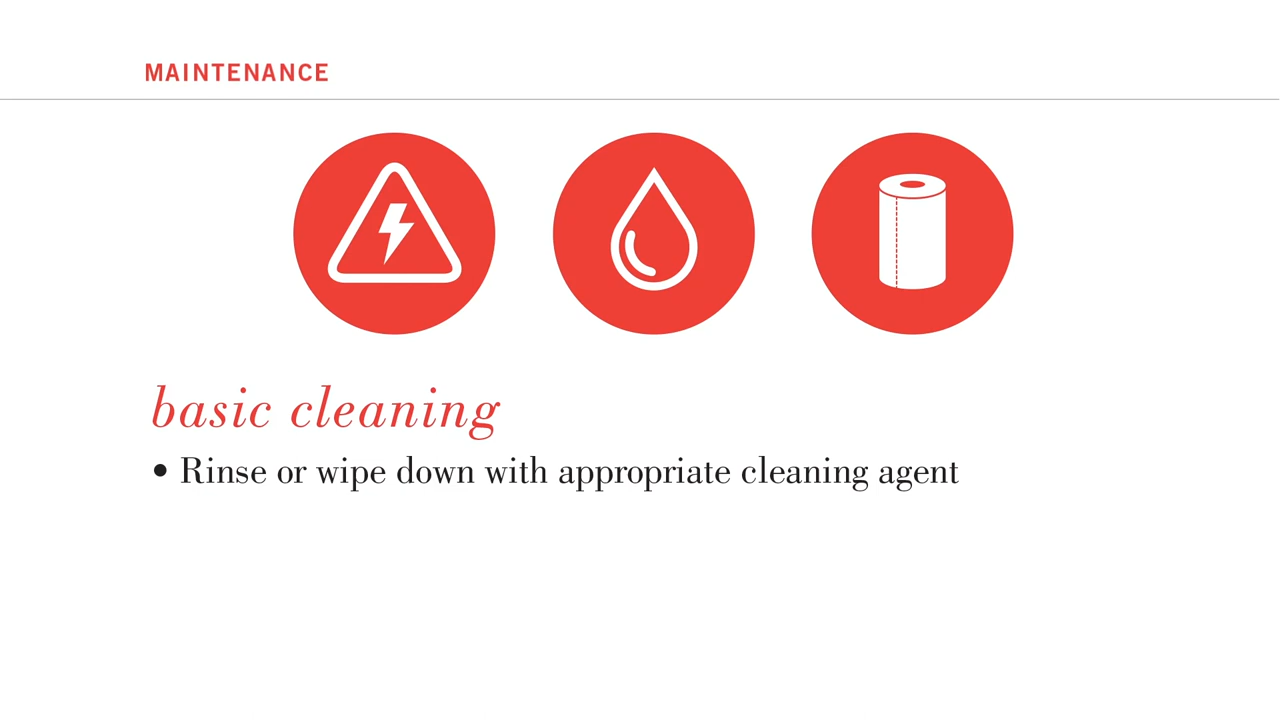 MAINTENANCE
basic cleaning
• Rinse or wipe down with appropriate cleaning agent